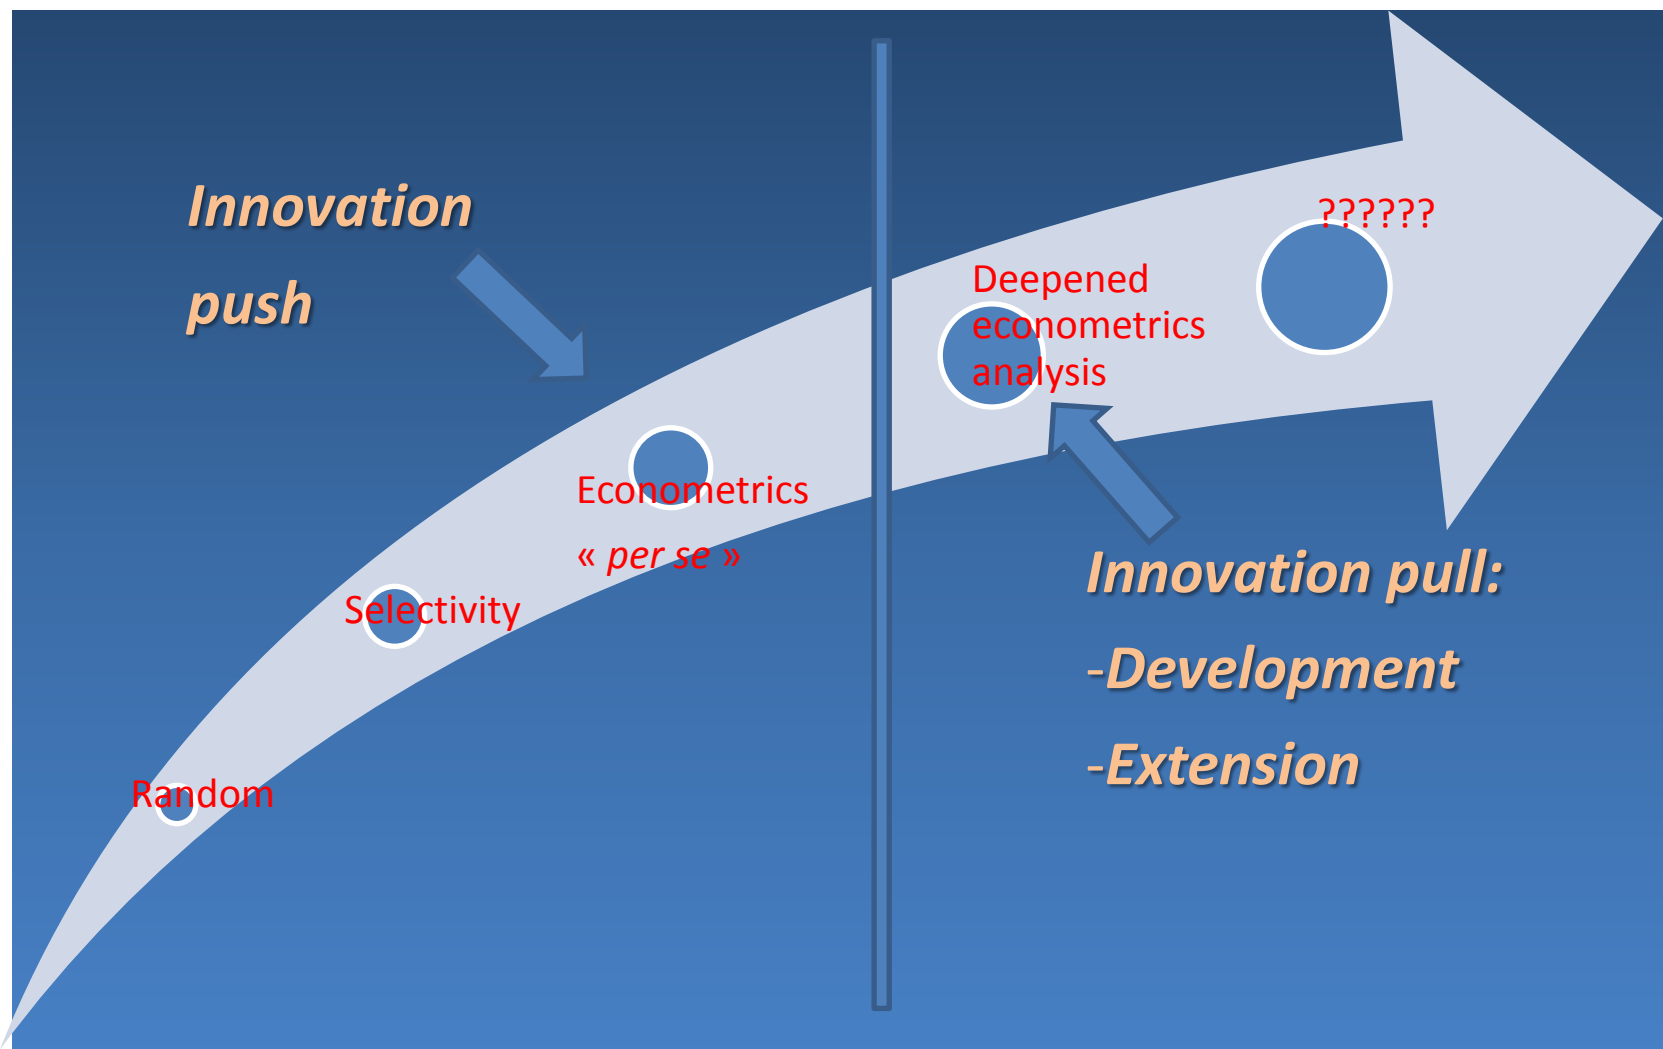 Innovation
push
??????
Deepened
econometrics
analysis
Econometrics
« per se »
Selectivity
Random
Innovation pull:
-Development
-Extension